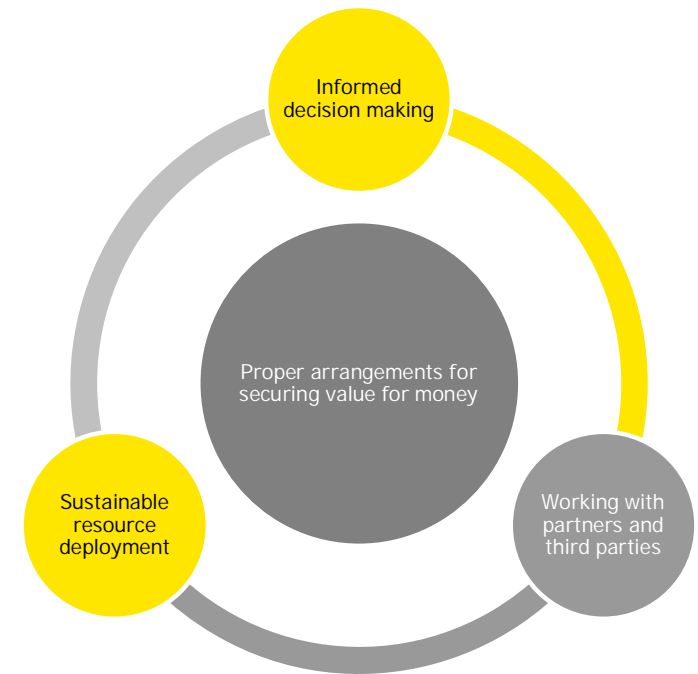 Informed
decision making
Proper arrangements for
securing value for money
Sustainable
resource
deployment
Working with
partners and
third parties